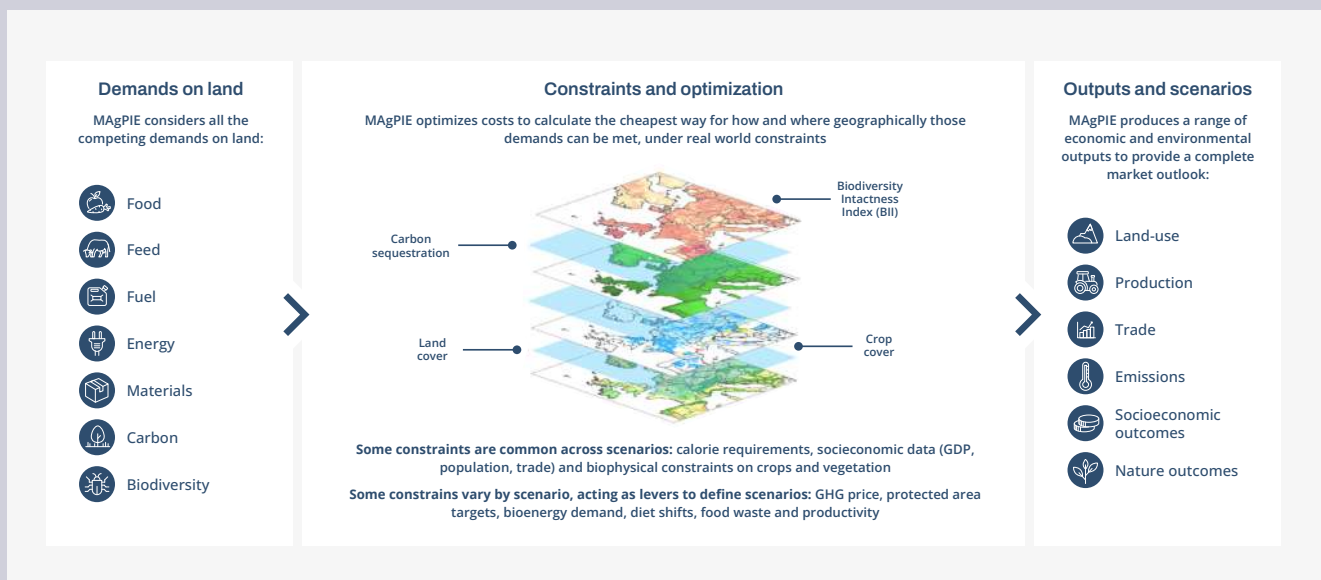 Demands on land
MAgPIE considers all the
competing demands on land:
Food
Feed
Fuel
Energy
Materials
Carbon
Biodiversity
Constraints and optimization
MAgPIE optimizes costs to calculate the cheapest way for how and where geographically those
demands can be met, under real world constraints
Biodiversity
Intactness
Index (BII)
Carbon
sequestration
Land
cover
Crop
cover
Some constraints are common across scenarios: calorie requirements, socieconomic data (GDP,
population, trade) and biophysical constraints on crops and vegetation
Some constrains vary by scenario, acting as levers to define scenarios: GHG price, protected area
targets, bioenergy demand, diet shifts, food waste and productivity
Outputs and scenarios
MAgPIE produces a range of
economic and environmental
outputs to provide a complete
market outlook:
Land-use
Production
Trade
Emissions
Socioeconomic
outcomes
Nature outcomes